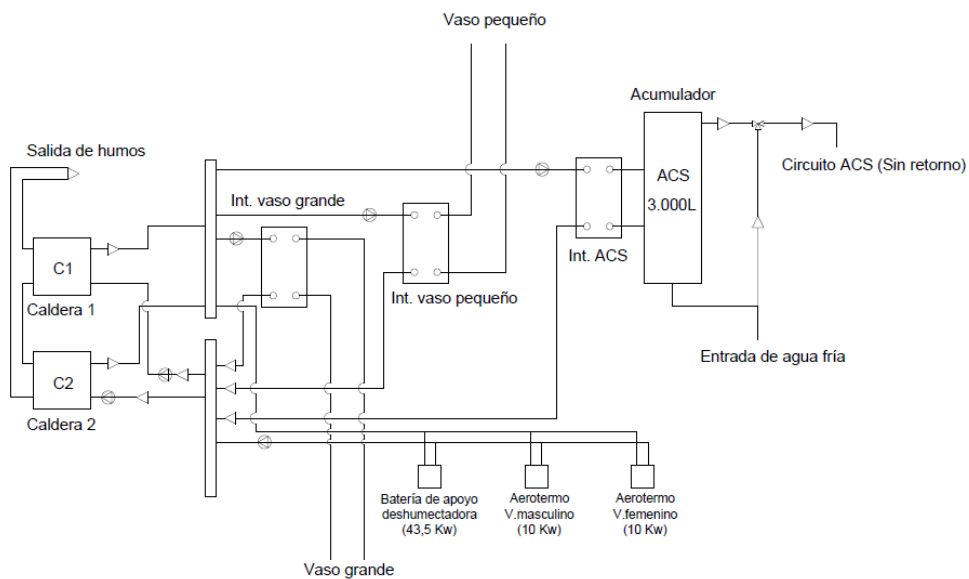 Vaso pequeño
Acumulador
Salida de humos
Circuito ACS (Sin retorno)
ACS
3.000L
Int. vaso grande
C1
Int. ACS
Caldera 1
Int. vaso pequeño
Entrada de agua fría
C2
Caldera 2
Batería de apoyo
deshumectadora
(43,5 Kw)
Aerotermo
V.masculino
(10 Kw)
Aerotermo
V.femenino
(10 Kw)
Vaso grande